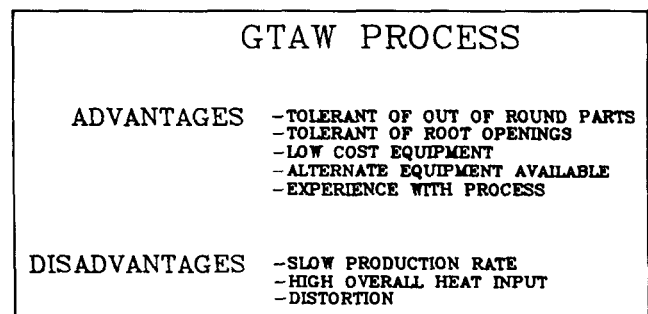 GTAW PROCESS
ADVANTAGES -TOLERANT OF OUT OF ROUND PARTS
-TOLERANT OF ROOT OPENINGS
-LOW COST EQUIPMENT
-ALTERNATE EQUIPMENT AVAILABLE
-EXPERIENCE WITH PROCESS
DISADVANTAGES -SLOW PRODUCTION RATE
-HIGH OVERALL HEAT INPUT
-DISTORTION